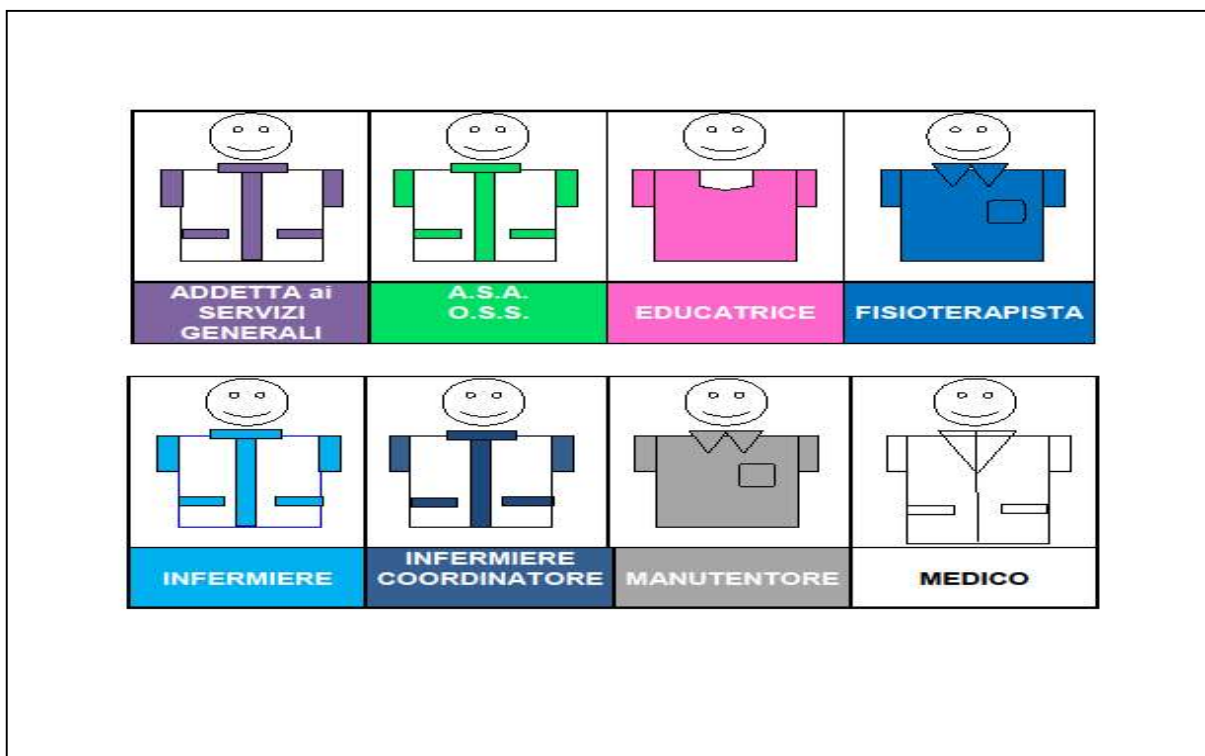 ADDETTA ai
SERVIZI
GENERALI
A.S.A.
O.S.S.
EDUCATRICE
FISIOTERAPISTA
INFERMIERE
INFERMIERE
COORDINATORE
MANUTENTORE
MEDICO